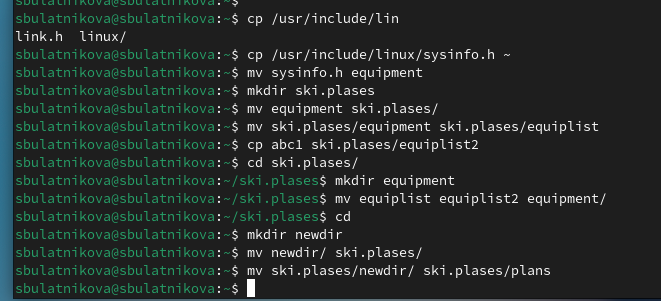 sbulatnikova@sbulatnikova:~$
sbulatnikova@sbulatnikova:~$ cp /usr/include/lin
link.h  linux/
sbulatnikova@sbulatnikova:~$ cp /usr/include/linux/sysinfo.h ~
sbulatnikova@sbulatnikova:~$ mv sysinfo.h equipment
sbulatnikova@sbulatnikova:~$ mkdir ski.plases
sbulatnikova@sbulatnikova:~$ mv equipment ski.plases/
sbulatnikova@sbulatnikova:~$ mv ski.plases/equipment ski.plases/equiplist
sbulatnikova@sbulatnikova:~$ cp abc1 ski.plases/equiplist2
sbulatnikova@sbulatnikova:~$ cd ski.plases/
sbulatnikova@sbulatnikova:~/ski.plases$ mkdir equipment
sbulatnikova@sbulatnikova:~/ski.plases$ mv equiplist equiplist2 equipment/
sbulatnikova@sbulatnikova:~/ski.plases$ cd
sbulatnikova@sbulatnikova:~$ mkdir newdir
sbulatnikova@sbulatnikova:~$ mv newdir/ ski.plases/
sbulatnikova@sbulatnikova:~$ mv ski.plases/newdir/ ski.plases/plans
sbulatnikova@sbulatnikova:~$